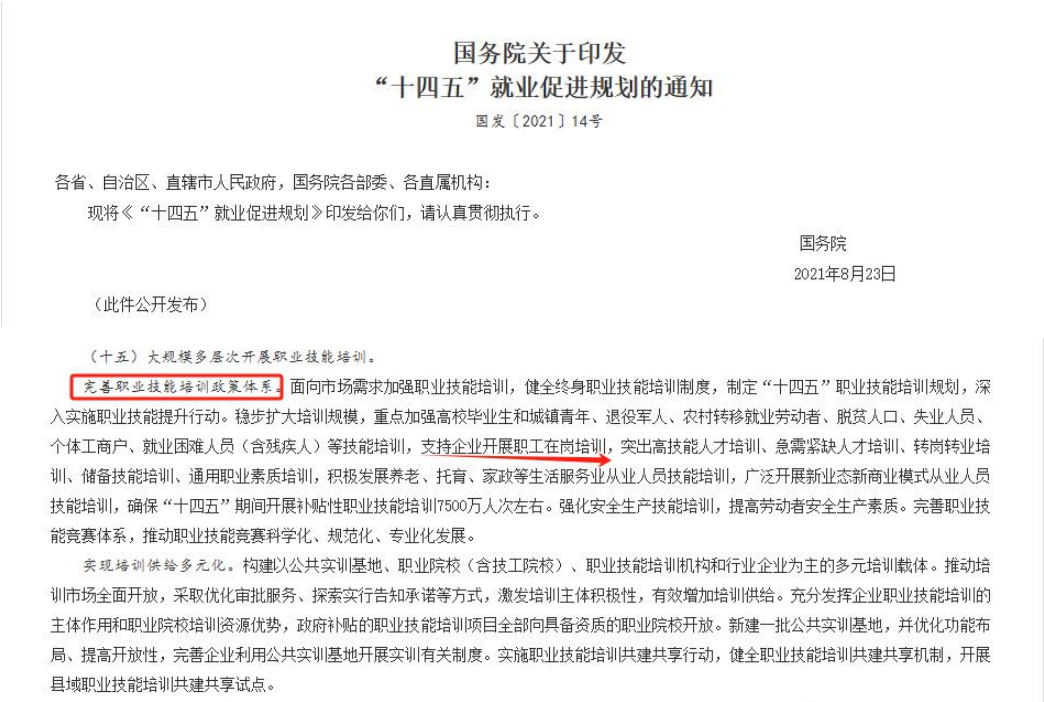 国务院关于印发
“十四五”就业促进规划的通知
国发〔2021〕14号
各省、自治区、直辖市人民政府，国务院各部委、各直属机构：
现将《“十四五”就业促进规划》印发给你们，请认真贯彻执行。
国务院
2021年8月23日
（此件公开发布）
（十五）大规模多层次开展职业技能培训。
完善职业技能培训政策体系。面向市场需求加强职业技能培训，健全终身职业技能培训制度，制定“十四五”职业技能培训规划，深
入实施职业技能提升行动。稳步扩大培训规模，重点加强高校毕业生和城镇青年、退役军人、农村转移就业劳动者、脱贫人口、失业人员、
个体工商户、就业困难人员（含残疾人）等技能培训，支持企业开展职工在岗培训，突出高技能人才培训、急需紧缺人才培训、转岗转业培
训、储备技能培训、通用职业素质培训，积极发展养老、托育、家政等生活服务业从业人员技能培训，广泛开展新业态新商业模式从业人员
技能培训，确保“十四五”期间开展补贴性职业技能培训7500万人次左右。强化安全生产技能培训，提高劳动者安全生产素质。完善职业技
能竞赛体系，推动职业技能竞赛科学化、规范化、专业化发展。
实现培训供给多元化。构建以公共实训基地、职业院校（含技工院校）、职业技能培训机构和行业企业为主的多元培训载体。推动培
训市场全面开放，采取优化审批服务、探索实行告知承诺等方式，激发培训主体积极性，有效增加培训供给。充分发挥企业职业技能培训的
主体作用和职业院校培训资源优势，政府补贴的职业技能培训项目全部向具备资质的职业院校开放。新建一批公共实训基地，并优化功能布
局、提高开放性，完善企业利用公共实训基地开展实训有关制度。实施职业技能培训共建共享行动，健全职业技能培训共建共享机制，开展
县域职业技能培训共建共享试点。